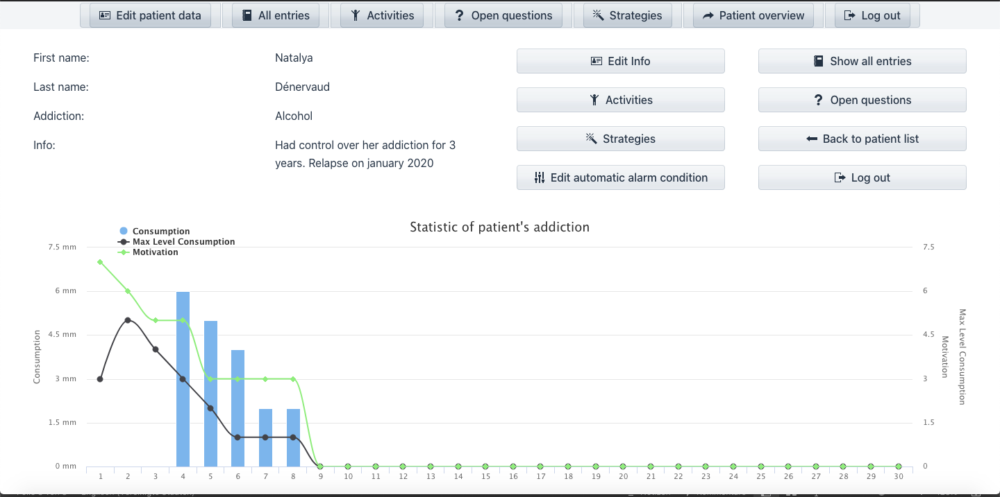 Edit patient data All entries Activities Open questions Strategies Patient overview Log out
First name: Natalya
Last name: Dénervaud
Addiction: Alcohol
Info: Had control over her addiction for 3
years. Relapse on january 2020
Edit Info Show all entries
Activities Open questions
Strategies Back to patient list
Edit automatic alarm condition Log out
Statistic of patient's addiction
Consumption
Max Level Consumption
Motivation
7.5 mm 7.5
6 mm 6
4.5 mm 4.5
3 mm 3
1.5 mm 1.5
0 mm 0
Consumption
Motivation
Max Level Consumption
1 2 3 4 5 6 7 8 9 10 11 12 13 14 15 16 17 18 19 20 21 22 23 24 25 26 27 28 29 30